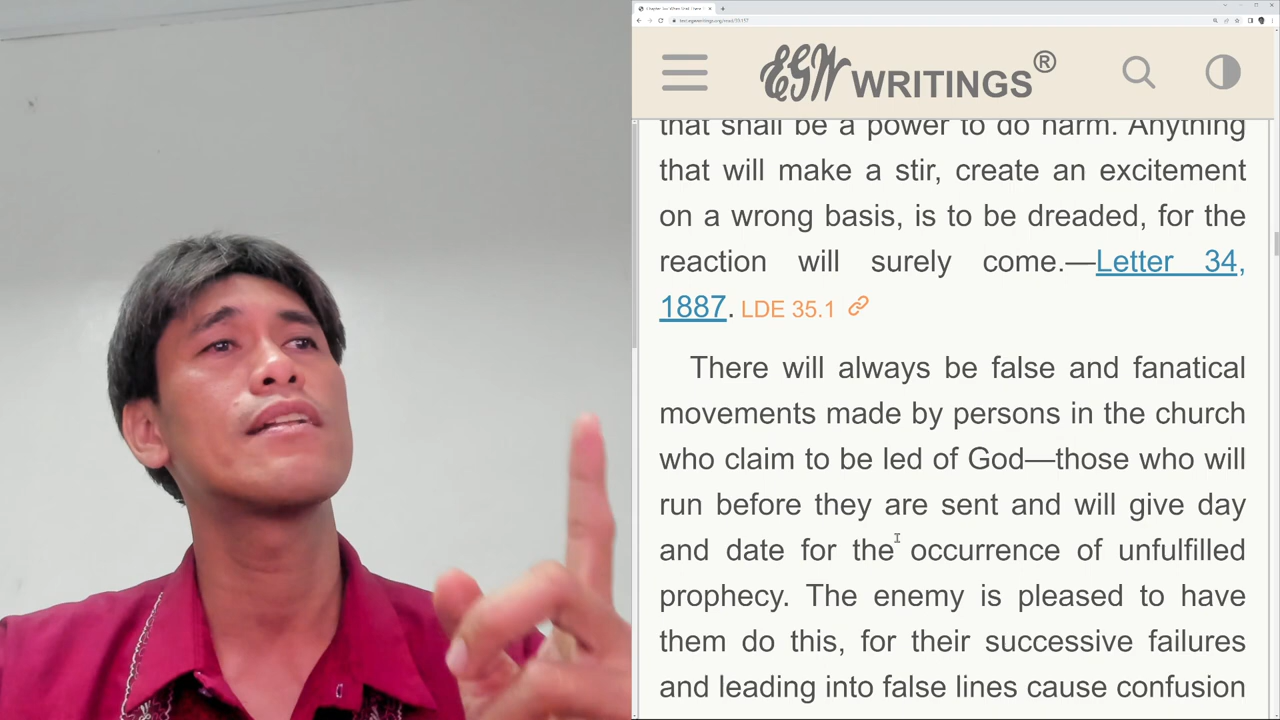 EGW WRITINGS®
that shall be a power to do harm. Anything
that will make a stir, create an excitement
on a wrong basis, is to be dreaded, for the
reaction will surely come.—Letter 34,
1887. LDE 35.1
There will always be false and fanatical
movements made by persons in the church
who claim to be led of God—those who will
run before they are sent and will give day
and date for the occurrence of unfulfilled
prophecy. The enemy is pleased to have
them do this, for their successive failures
and leading into false lines cause confusion